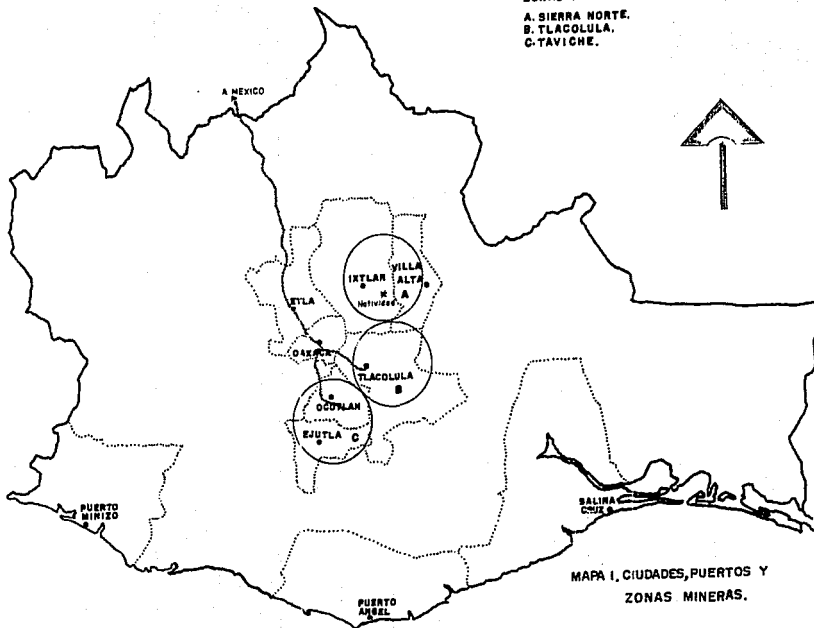 A. SIERRA NORTE.
B. TLACOLULA.
C. TAVICHE.
A MEXICO
IXTLAN
VILLA
ALTA
A
Natividad
ETLA
OAXACA
TLACOLULA
B
OCOTLAN
EJUTLA
C
PUERTO
MINIZO
SALINA
CRUZ
PUERTO
ANGEL
MAPA I. CIUDADES, PUERTOS Y
ZONAS MINERAS.